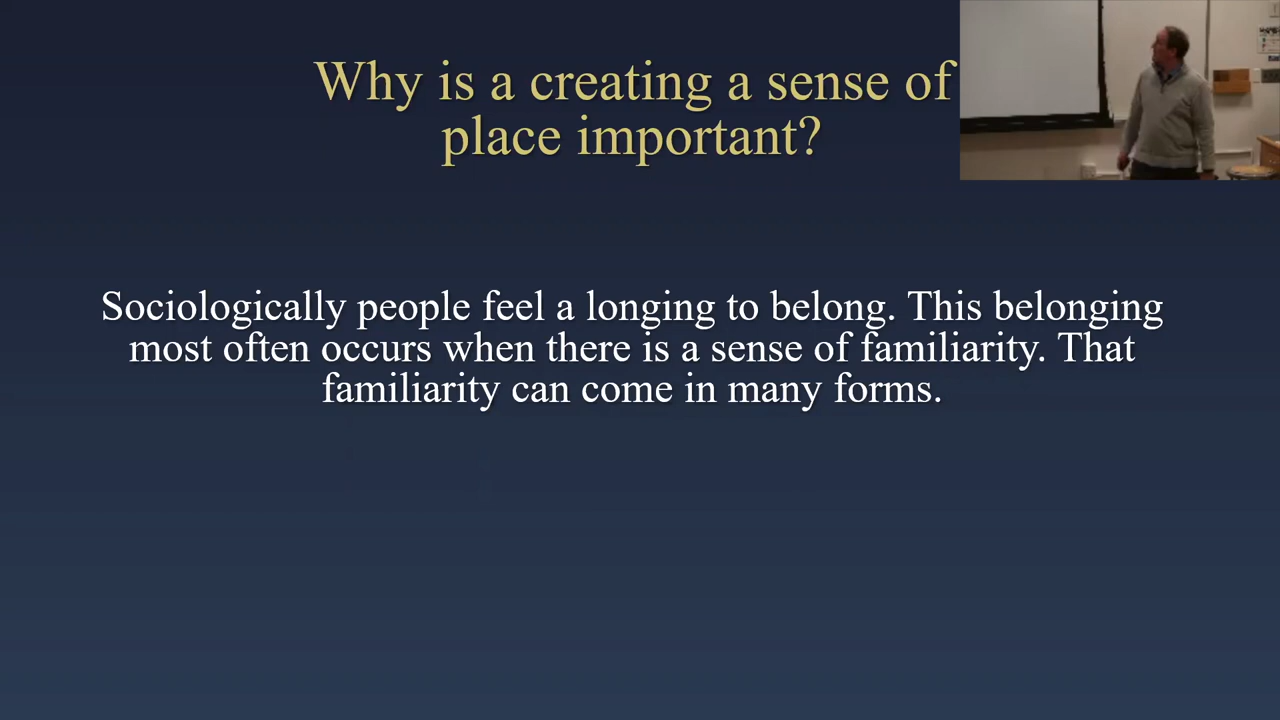 Why is a creating a sense of
place important?
Sociologically people feel a longing to belong. This belonging
most often occurs when there is a sense of familiarity. That
familiarity can come in many forms.